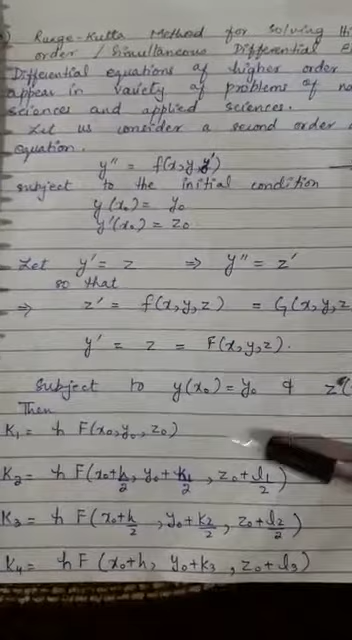 Runge-Kutta Method for Solving Hi
order / Simultaneous Differential E
Differential equations of higher order
appear in variety of problems of
sciences and applied sciences.
Let us consider a second order
equation.
y'' = f(x, y, y')
subject to the initial condition
y(x₀) = y₀
y'(x₀) = z₀
Let y' = z ⇒ y'' = z'
so that
⇒ z' = f(x, y, z) = G(x, y, z
y' = z = F(x, y, z).
Subject to y(x₀) = y₀ & z(
Then
K₁ = h F(x₀, y₀, z₀)
K₂ = h F(x₀+h/2, y₀+k₁/2, z₀+l₁/2)
K₃ = h F(x₀+h/2, y₀+k₂/2, z₀+l₂/2)
K₄ = h F(x₀+h, y₀+k₃, z₀+l₃)